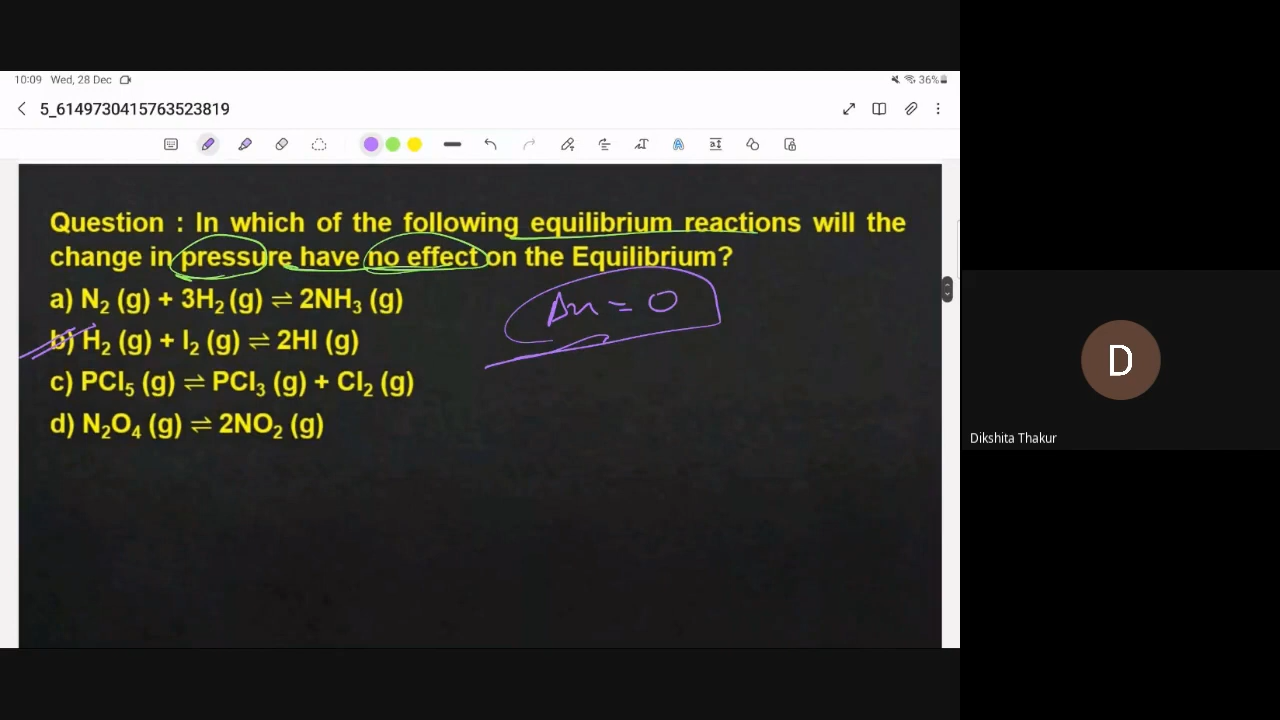 10:09 Wed, 28 Dec
36%
5_6149730415763523819
Question : In which of the following equilibrium reactions will the
change in pressure have no effect on the Equilibrium?
a) N₂ (g) + 3H₂ (g) ⇌ 2NH₃ (g)
Δn = 0
b) H₂ (g) + I₂ (g) ⇌ 2HI (g)
c) PCl₅ (g) ⇌ PCl₃ (g) + Cl₂ (g)
d) N₂O₄ (g) ⇌ 2NO₂ (g)
D
Dikshita Thakur